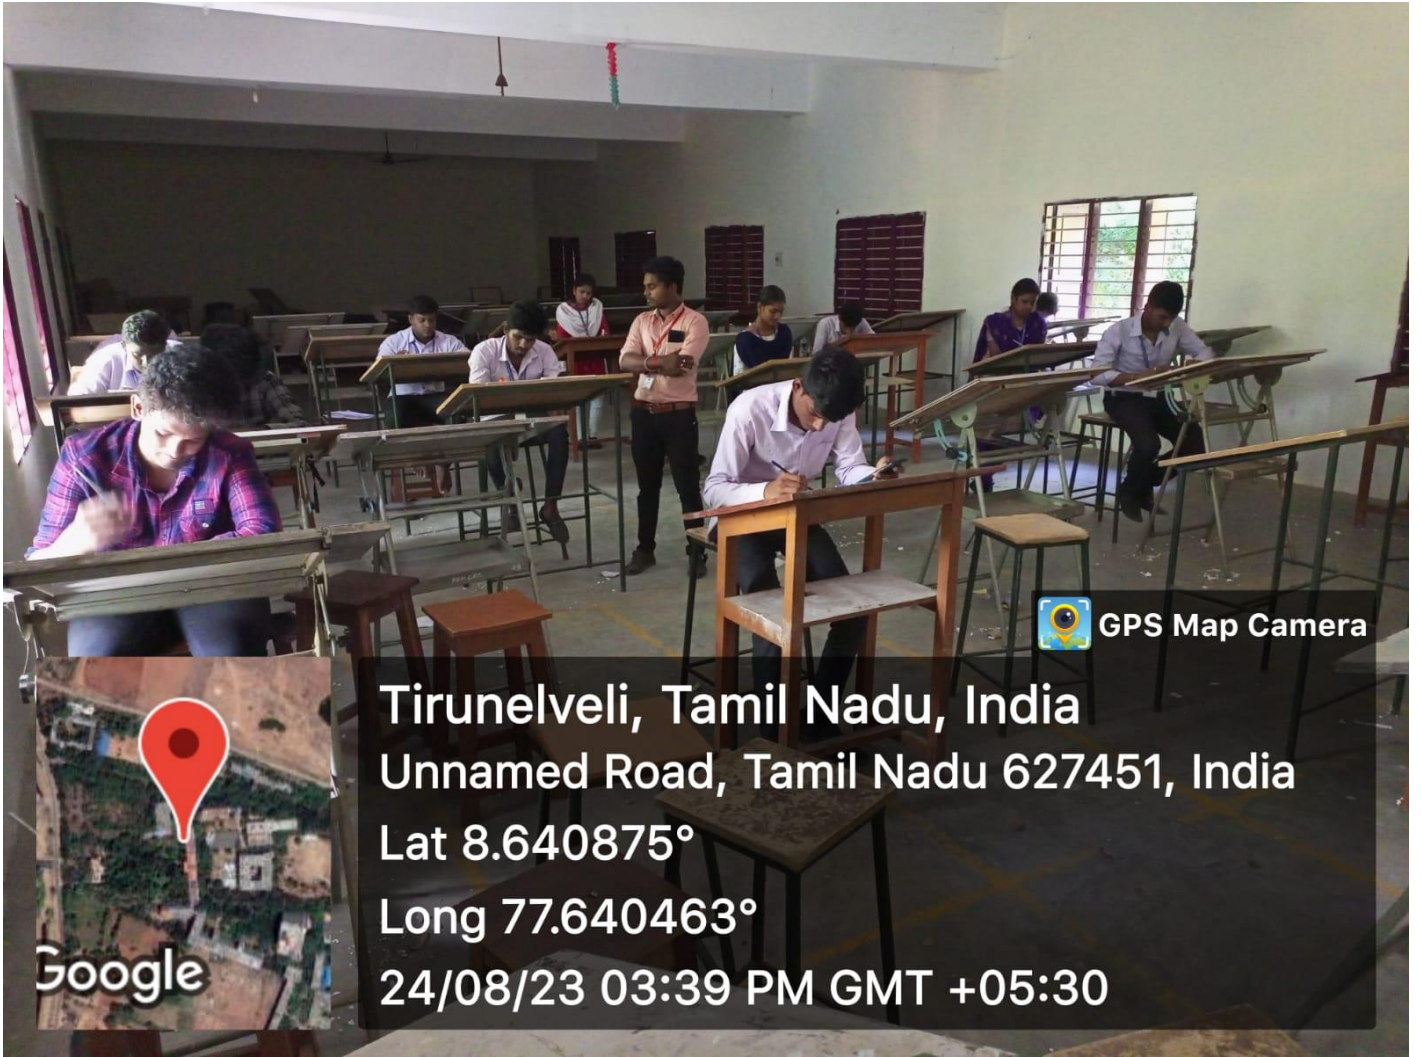 GPS Map Camera
Tirunelveli, Tamil Nadu, India
Unnamed Road, Tamil Nadu 627451, India
Lat 8.640875°
Long 77.640463°
24/08/23 03:39 PM GMT +05:30
Google